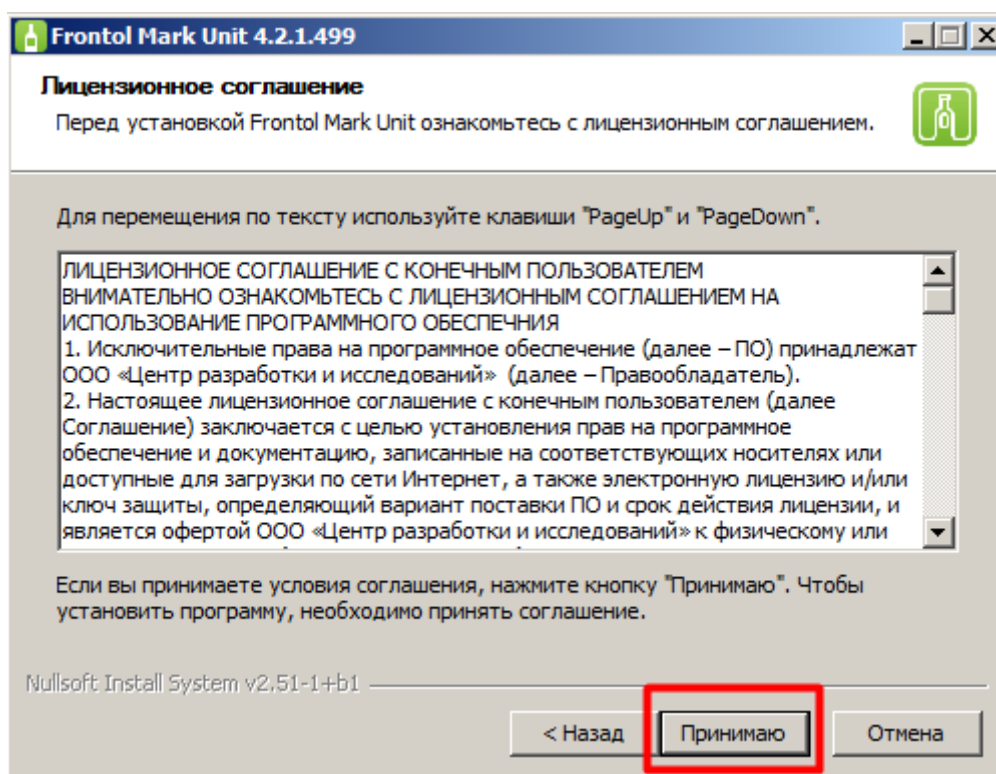 Frontol Mark Unit 4.2.1.499
Лицензионное соглашение
Перед установкой Frontol Mark Unit ознакомьтесь с лицензионным соглашением.
Для перемещения по тексту используйте клавиши "PageUp" и "PageDown".
ЛИЦЕНЗИОННОЕ СОГЛАШЕНИЕ С КОНЕЧНЫМ ПОЛЬЗОВАТЕЛЕМ
ВНИМАТЕЛЬНО ОЗНАКОМЬТЕСЬ С ЛИЦЕНЗИОННЫМ СОГЛАШЕНИЕМ НА
ИСПОЛЬЗОВАНИЕ ПРОГРАММНОГО ОБЕСПЕЧНИЯ
1. Исключительные права на программное обеспечение (далее – ПО) принадлежат
ООО «Центр разработки и исследований» (далее – Правообладатель).
2. Настоящее лицензионное соглашение с конечным пользователем (далее
Соглашение) заключается с целью установления прав на программное
обеспечение и документацию, записанные на соответствующих носителях или
доступные для загрузки по сети Интернет, а также электронную лицензию и/или
ключ защиты, определяющий вариант поставки ПО и срок действия лицензии, и
является офертой ООО «Центр разработки и исследований» к физическому или
Если вы принимаете условия соглашения, нажмите кнопку "Принимаю". Чтобы
установить программу, необходимо принять соглашение.
Nullsoft Install System v2.51-1+b1
< Назад Принимаю Отмена